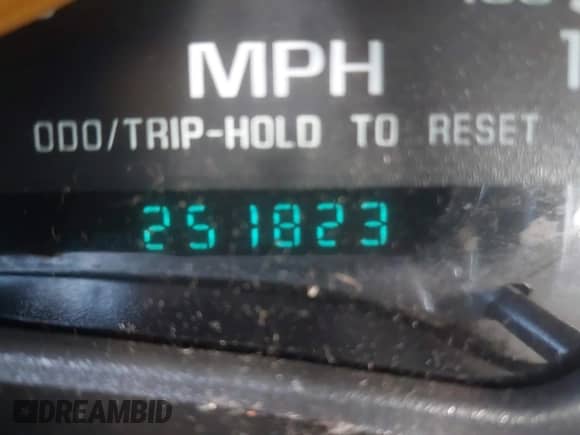 MPH
ODO/TRIP-HOLD TO RESET
251823
DREAMBID